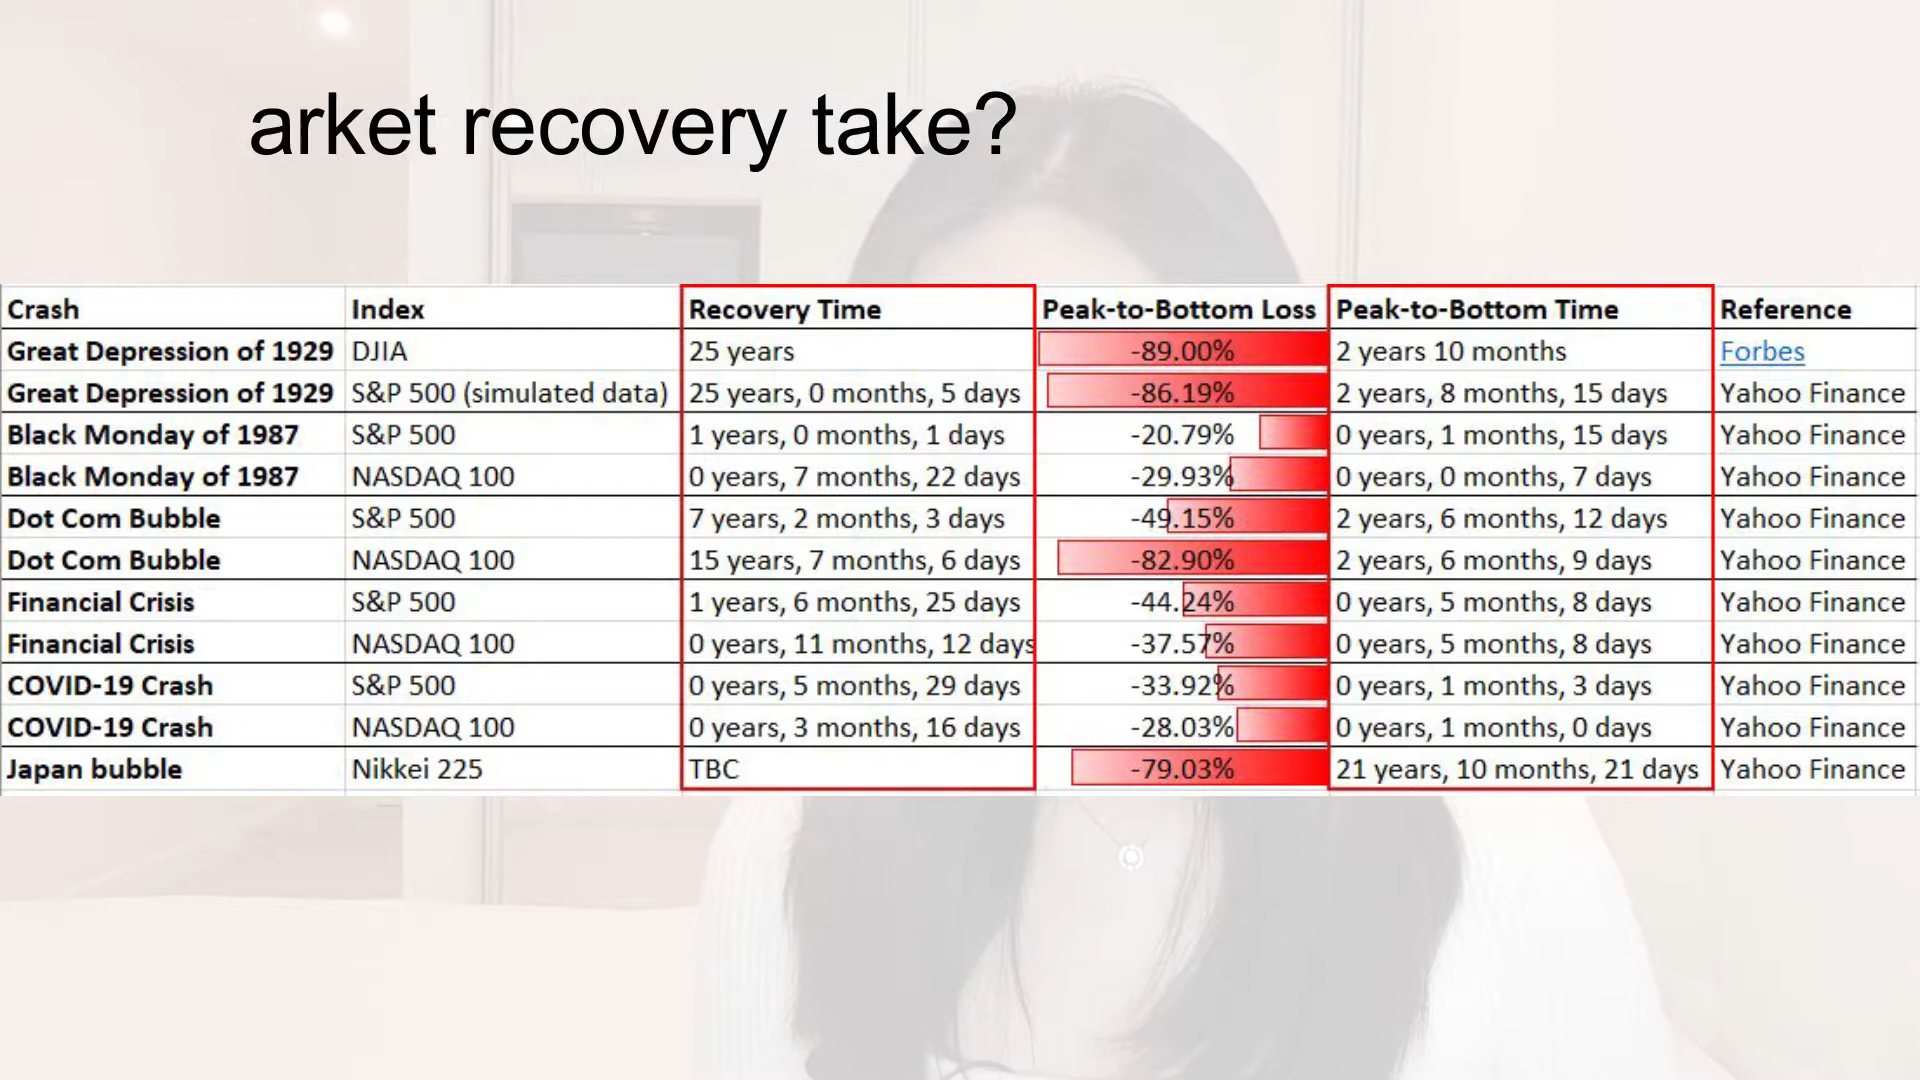 arket recovery take?
Crash Index Recovery Time Peak-to-Bottom Loss Peak-to-Bottom Time Reference
Great Depression of 1929 DJIA 25 years -89.00% 2 years 10 months Forbes
Great Depression of 1929 S&P 500 (simulated data) 25 years, 0 months, 5 days -86.19% 2 years, 8 months, 15 days Yahoo Finance
Black Monday of 1987 S&P 500 1 years, 0 months, 1 days -20.79% 0 years, 1 months, 15 days Yahoo Finance
Black Monday of 1987 NASDAQ 100 0 years, 7 months, 22 days -29.93% 0 years, 0 months, 7 days Yahoo Finance
Dot Com Bubble S&P 500 7 years, 2 months, 3 days -49.15% 2 years, 6 months, 12 days Yahoo Finance
Dot Com Bubble NASDAQ 100 15 years, 7 months, 6 days -82.90% 2 years, 6 months, 9 days Yahoo Finance
Financial Crisis S&P 500 1 years, 6 months, 25 days -44.24% 0 years, 5 months, 8 days Yahoo Finance
Financial Crisis NASDAQ 100 0 years, 11 months, 12 days -37.57% 0 years, 5 months, 8 days Yahoo Finance
COVID-19 Crash S&P 500 0 years, 5 months, 29 days -33.92% 0 years, 1 months, 3 days Yahoo Finance
COVID-19 Crash NASDAQ 100 0 years, 3 months, 16 days -28.03% 0 years, 1 months, 0 days Yahoo Finance
Japan bubble Nikkei 225 TBC -79.03% 21 years, 10 months, 21 days Yahoo Finance